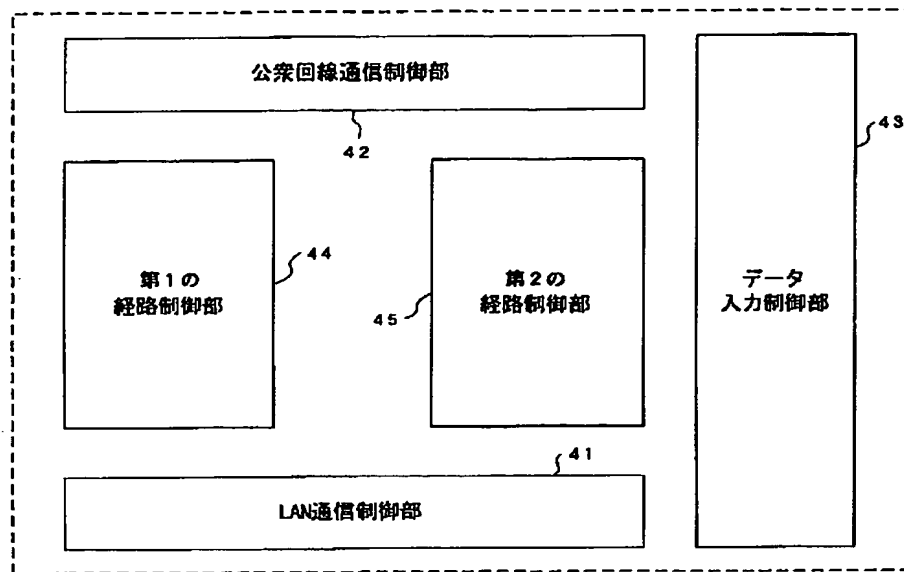 公衆回線通信制御部
42
43
第1の
経路制御部
44
第2の
経路制御部
45
データ
入力制御部
41
LAN通信制御部